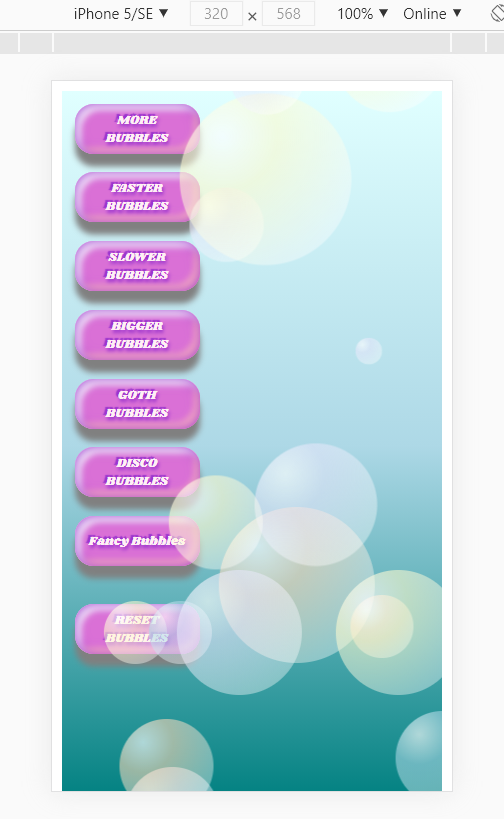 iPhone 5/SE ▼ 320 × 568 100% ▼ Online ▼
MORE
BUBBLES
FASTER
BUBBLES
SLOWER
BUBBLES
BIGGER
BUBBLES
GOTH
BUBBLES
DISCO
BUBBLES
Fancy Bubbles
RESET
BUBBLES